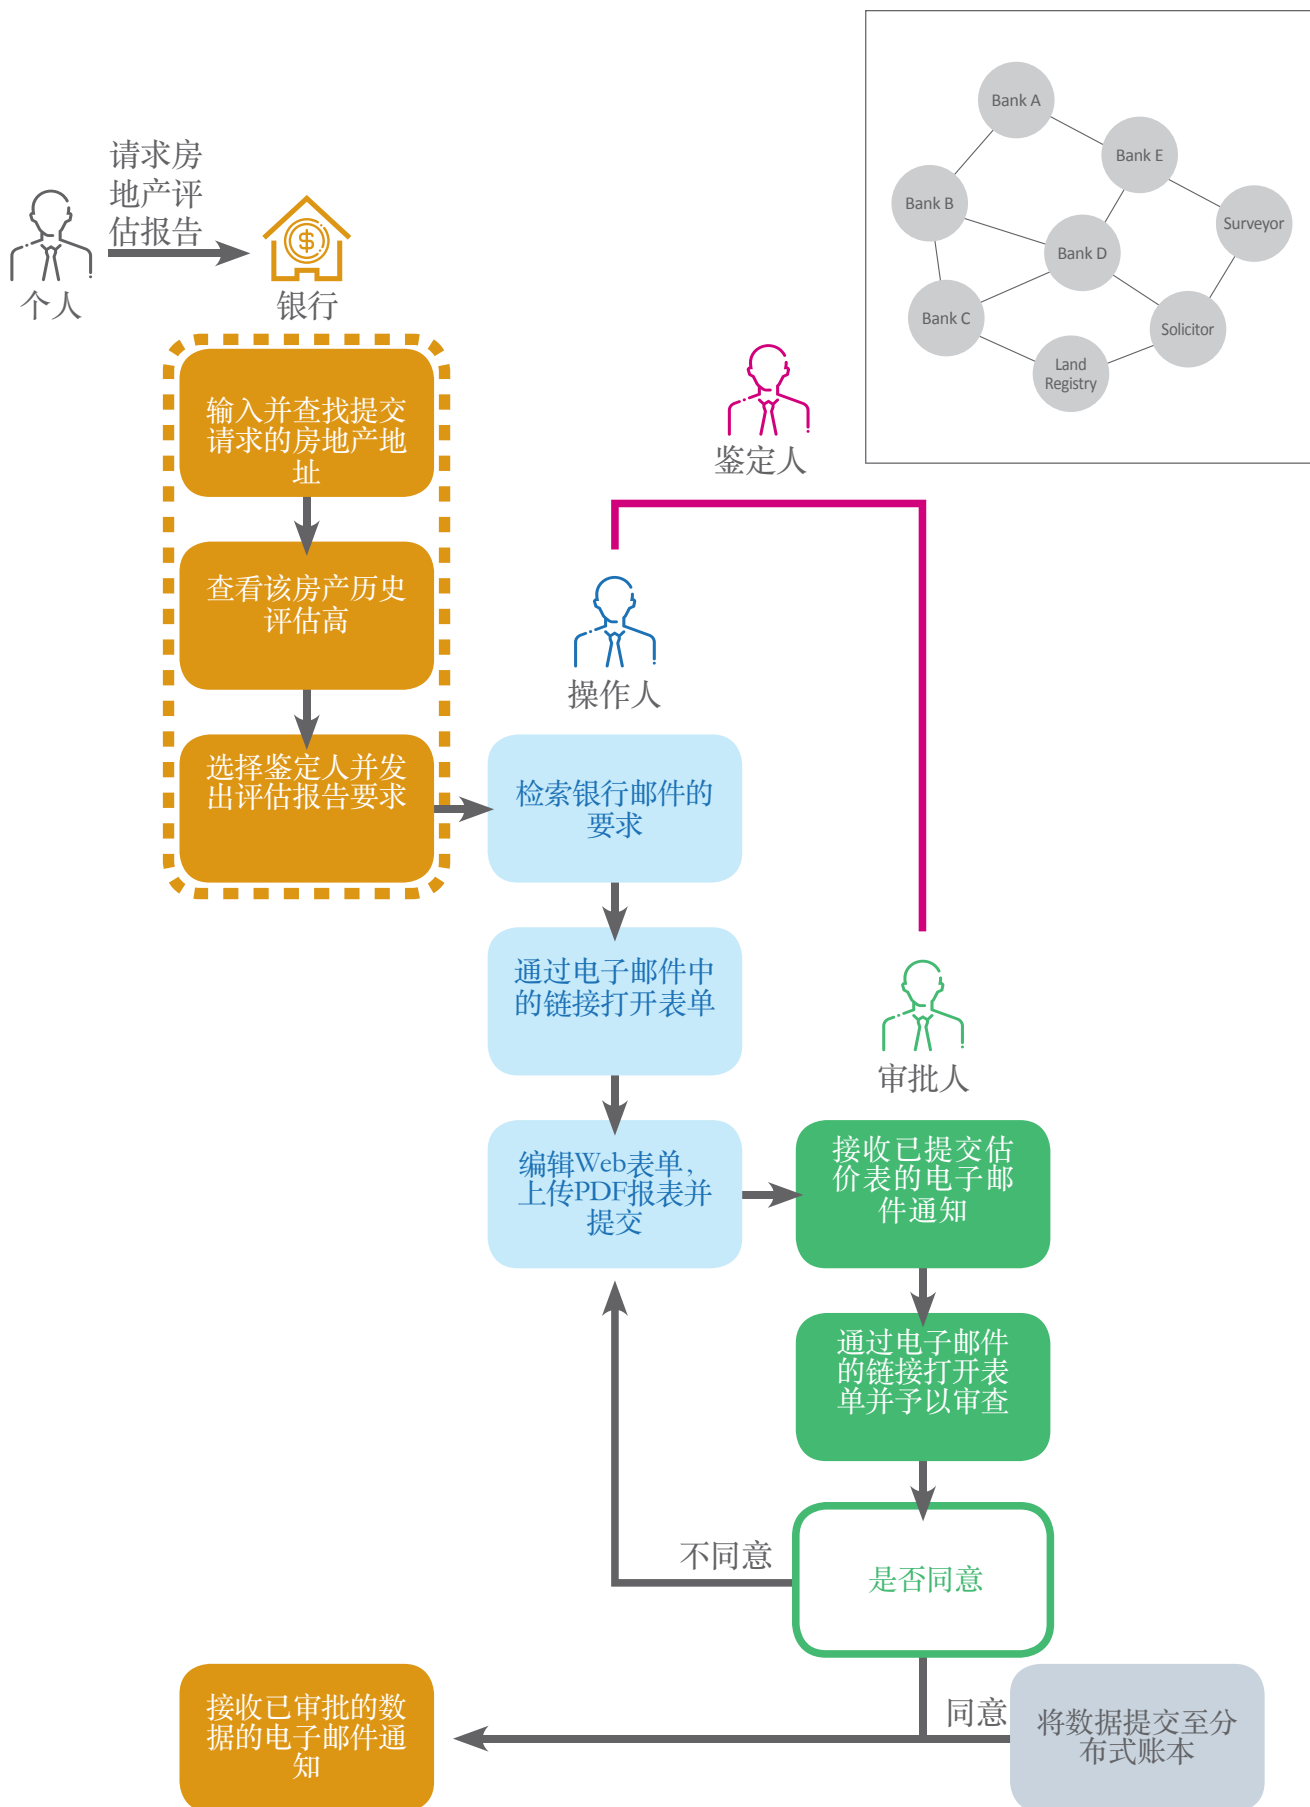 请求房
地产评
估报告
个人
银行
输入并查找提交
请求的房地产地
址
查看该房产历史
评估高
选择鉴定人并发
出评估报告要求
Bank A
Bank E
Bank B
Surveyor
Bank D
Bank C
Solicitor
Land
Registry
鉴定人
操作人
检索银行邮件的
要求
通过电子邮件中
的链接打开表单
编辑Web表单,
上传PDF报表并
提交
审批人
接收已提交估
价表的电子邮
件通知
通过电子邮件
的链接打开表
单并予以审查
是否同意
不同意
同意
将数据提交至分
布式账本
接收已审批的数
据的电子邮件通
知